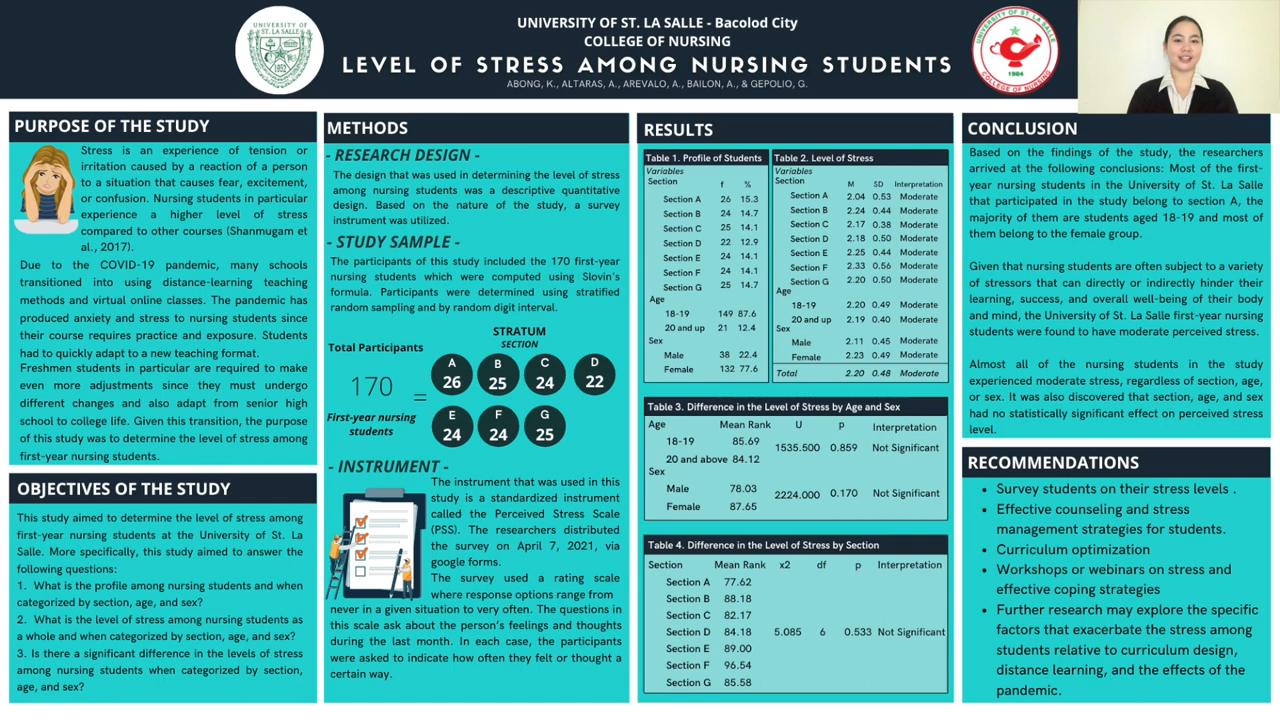 UNIVERSITY OF ST. LA SALLE - Bacolod City
COLLEGE OF NURSING
LEVEL OF STRESS AMONG NURSING STUDENTS
ABONG, K., ALTARAS, A., AREVALO, A., BAILON, A., & GEPOLIO, G.
UNIVERSITY OF
ST. LA SALLE
UNIVERSITY OF ST. LA SALLE
1984
COLLEGE OF NURSING
PURPOSE OF THE STUDY
Stress is an experience of tension or
irritation caused by a reaction of a person
to a situation that causes fear, excitement,
or confusion. Nursing students in particular
experience a higher level of stress
compared to other courses (Shanmugam et
al., 2017).
Due to the COVID-19 pandemic, many schools
transitioned into using distance-learning teaching
methods and virtual online classes. The pandemic has
produced anxiety and stress to nursing students since
their course requires practice and exposure. Students
had to quickly adapt to a new teaching format.
Freshmen students in particular are required to make
even more adjustments since they must undergo
different changes and also adapt from senior high
school to college life. Given this transition, the purpose
of this study was to determine the level of stress among
first-year nursing students.
OBJECTIVES OF THE STUDY
This study aimed to determine the level of stress among
first-year nursing students at the University of St. La
Salle. More specifically, this study aimed to answer the
following questions:
1. What is the profile among nursing students and when
categorized by section, age, and sex?
2. What is the level of stress among nursing students as
a whole and when categorized by section, age, and sex?
3. Is there a significant difference in the levels of stress
among nursing students when categorized by section,
age, and sex?
METHODS
- RESEARCH DESIGN -
The design that was used in determining the level of stress
among nursing students was a descriptive quantitative
design. Based on the nature of the study, a survey
instrument was utilized.
- STUDY SAMPLE -
The participants of this study included the 170 first-year
nursing students which were computed using Slovin's
formula. Participants were determined using stratified
random sampling and by random digit interval.
STRATUM
SECTION
Total Participants
170 =
First-year nursing
students
A 26
B 25
C 24
D 22
E 24
F 24
G 25
- INSTRUMENT -
The instrument that was used in this
study is a standardized instrument
called the Perceived Stress Scale
(PSS). The researchers distributed
the survey on April 7, 2021, via
google forms.
The survey used a rating scale
where response options range from
never in a given situation to very often. The questions in
this scale ask about the person's feelings and thoughts
during the last month. In each case, the participants
were asked to indicate how often they felt or thought a
certain way.
RESULTS
Table 1. Profile of Students
Variables
Section f %
Section A 26 15.3
Section B 24 14.7
Section C 25 14.1
Section D 22 12.9
Section E 24 14.1
Section F 24 14.1
Section G 25 14.7
Age
18-19 149 87.6
20 and up 21 12.4
Sex
Male 38 22.4
Female 132 77.6
Table 2. Level of Stress
Variables
Section M SD Interpretation
Section A 2.04 0.53 Moderate
Section B 2.24 0.44 Moderate
Section C 2.17 0.38 Moderate
Section D 2.18 0.50 Moderate
Section E 2.25 0.44 Moderate
Section F 2.33 0.56 Moderate
Section G 2.20 0.50 Moderate
Age
18-19 2.20 0.49 Moderate
20 and up 2.19 0.40 Moderate
Sex
Male 2.11 0.45 Moderate
Female 2.23 0.49 Moderate
Total 2.20 0.48 Moderate
Table 3. Difference in the Level of Stress by Age and Sex
Age Mean Rank U p Interpretation
18-19 85.69
1535.500 0.859 Not Significant
20 and above 84.12
Sex
Male 78.03
2224.000 0.170 Not Significant
Female 87.65
Table 4. Difference in the Level of Stress by Section
Section Mean Rank x2 df p Interpretation
Section A 77.62
Section B 88.18
Section C 82.17
Section D 84.18 5.085 6 0.533 Not Significant
Section E 89.00
Section F 96.54
Section G 85.58
CONCLUSION
Based on the findings of the study, the researchers
arrived at the following conclusions: Most of the first-
year nursing students in the University of St. La Salle
that participated in the study belong to section A, the
majority of them are students aged 18-19 and most of
them belong to the female group.
Given that nursing students are often subject to a variety
of stressors that can directly or indirectly hinder their
learning, success, and overall well-being of their body
and mind, the University of St. La Salle first-year nursing
students were found to have moderate perceived stress.
Almost all of the nursing students in the study
experienced moderate stress, regardless of section, age,
or sex. It was also discovered that section, age, and sex
had no statistically significant effect on perceived stress
level.
RECOMMENDATIONS
• Survey students on their stress levels .
• Effective counseling and stress
management strategies for students.
• Curriculum optimization
• Workshops or webinars on stress and
effective coping strategies
• Further research may explore the specific
factors that exacerbate the stress among
students relative to curriculum design,
distance learning, and the effects of the
pandemic.